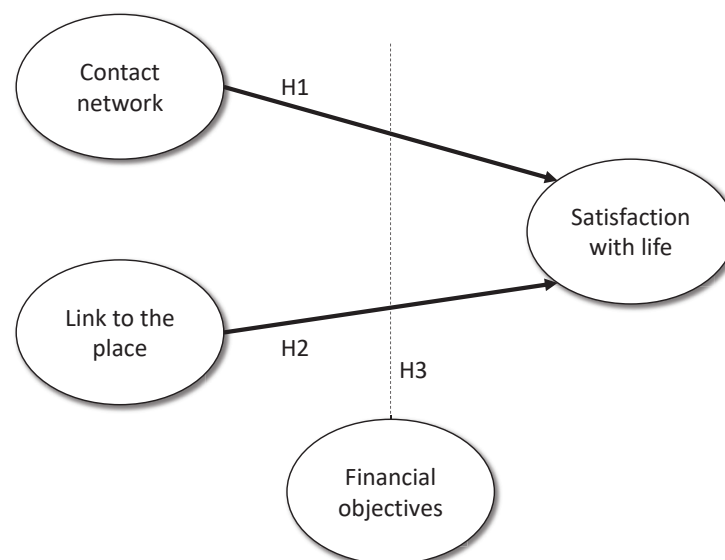 Contact
network
H1
Satisfaction
with life
Link to the
place
H2
H3
Financial
objectives